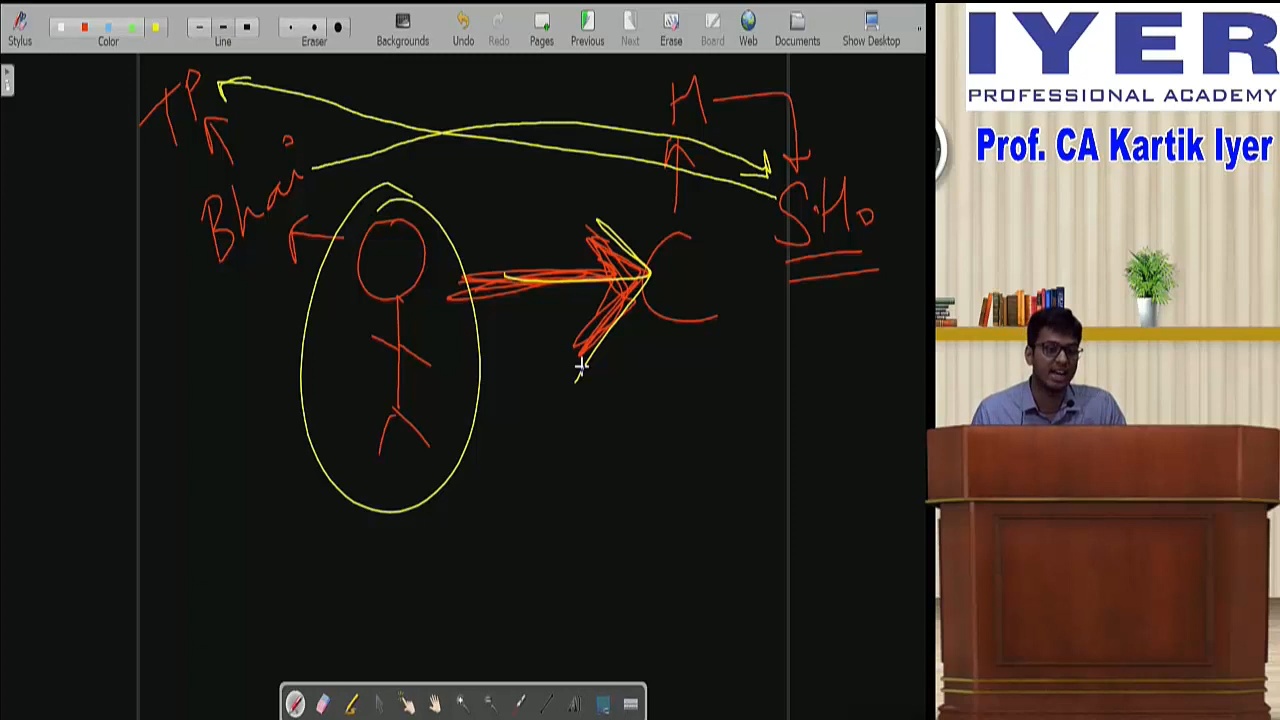 Stylus
Color
Line
Eraser
Backgrounds
Undo
Redo
Pages
Previous
Next
Erase
Board
Web
Documents
Show Desktop
IYER
PROFESSIONAL ACADEMY
Prof. CA Kartik Iyer
TP
H
Bhai
S.H
C